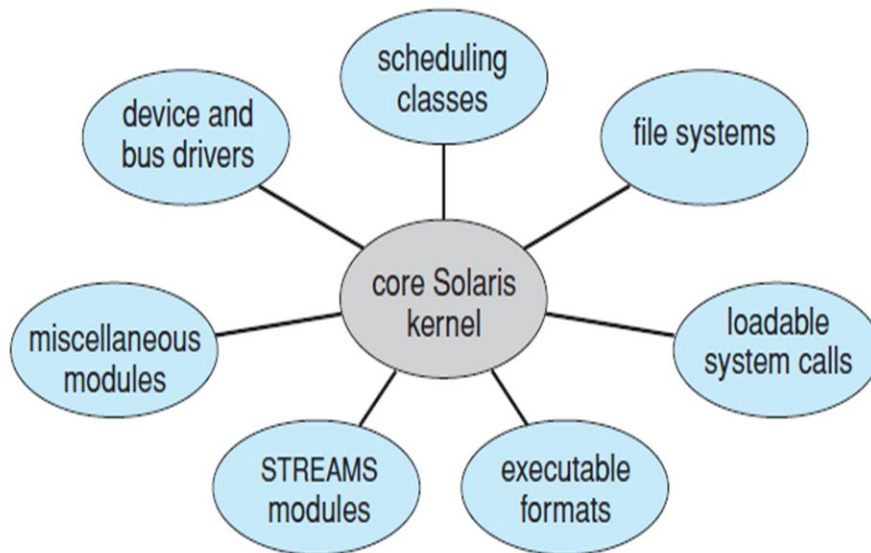 scheduling
classes
device and
bus drivers
file systems
core Solaris
kernel
loadable
system calls
miscellaneous
modules
STREAMS
modules
executable
formats